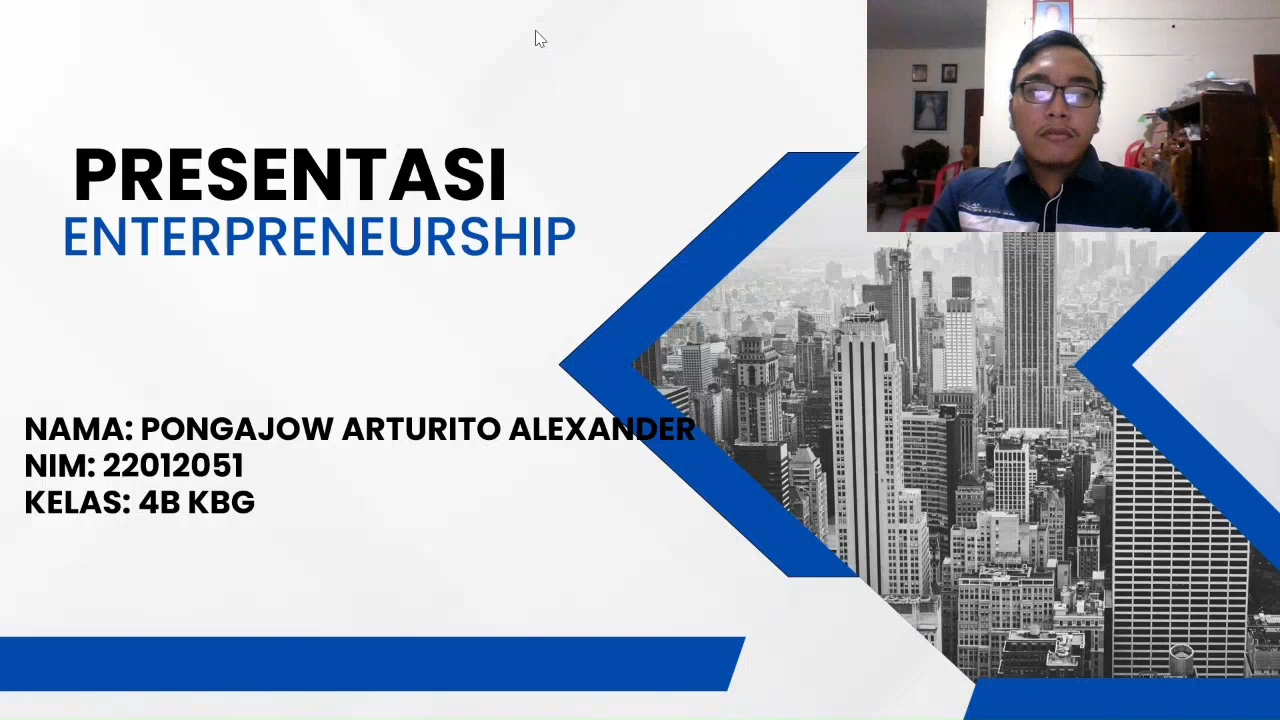 PRESENTASI
ENTERPRENEURSHIP
NAMA: PONGAJOW ARTURITO ALEXANDER
NIM: 22012051
KELAS: 4B KBG